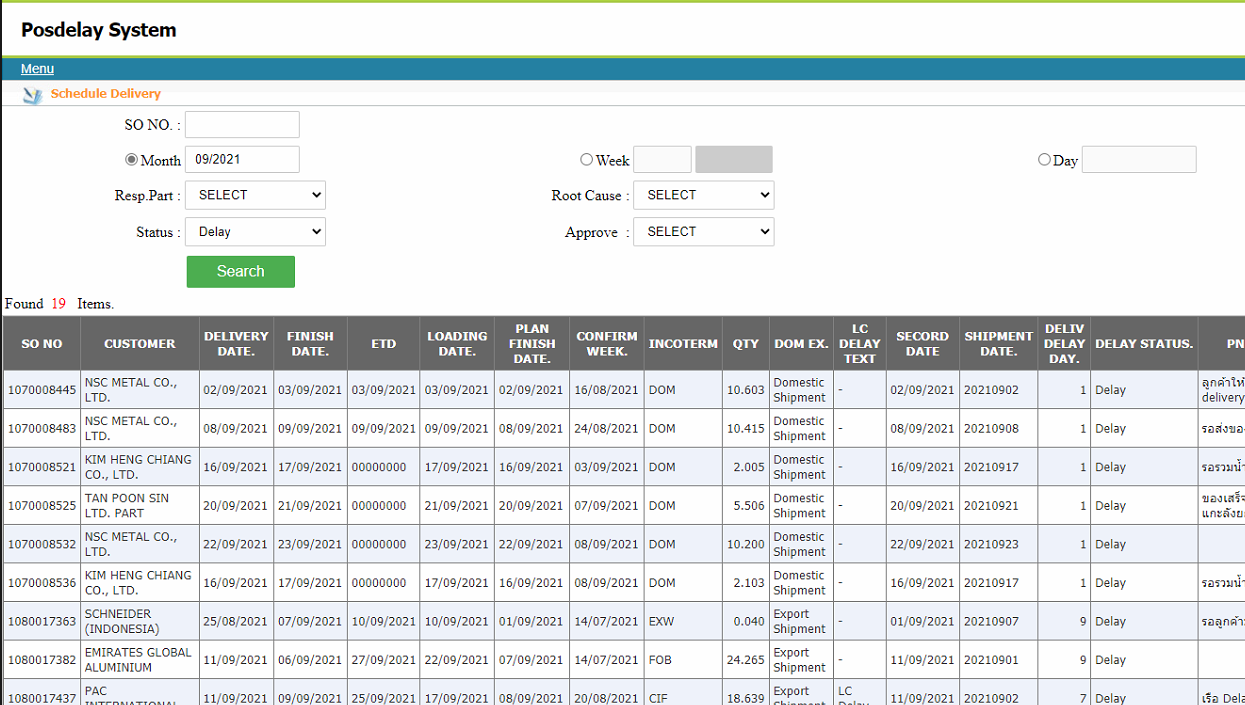 Posdelay System
Menu
Schedule Delivery
SO NO. :
Month 09/2021 Week Day
Resp.Part : SELECT Root Cause : SELECT
Status : Delay Approve : SELECT
Search
Found 19 Items.
SO NO CUSTOMER DELIVERY DATE. FINISH DATE. ETD LOADING DATE. PLAN FINISH DATE. CONFIRM WEEK. INCOTERM QTY DOM EX. LC DELAY TEXT SECORD DATE SHIPMENT DATE. DELIV DELAY DAY. DELAY STATUS. PN
1070008445 NSC METAL CO., LTD. 02/09/2021 03/09/2021 03/09/2021 03/09/2021 02/09/2021 16/08/2021 DOM 10.603 Domestic Shipment - 02/09/2021 20210902 1 Delay ลูกค้าให้ delivery
1070008483 NSC METAL CO., LTD. 08/09/2021 09/09/2021 09/09/2021 09/09/2021 08/09/2021 24/08/2021 DOM 10.415 Domestic Shipment - 08/09/2021 20210908 1 Delay รอส่งของ
1070008521 KIM HENG CHIANG CO., LTD. 16/09/2021 17/09/2021 00000000 17/09/2021 16/09/2021 03/09/2021 DOM 2.005 Domestic Shipment - 16/09/2021 20210917 1 Delay รอรวมน้ำ
1070008525 TAN POON SIN LTD. PART 20/09/2021 21/09/2021 00000000 21/09/2021 20/09/2021 07/09/2021 DOM 5.506 Domestic Shipment - 20/09/2021 20210921 1 Delay ของเสร็จ แกะลัง
1070008532 NSC METAL CO., LTD. 22/09/2021 23/09/2021 00000000 23/09/2021 22/09/2021 08/09/2021 DOM 10.200 Domestic Shipment - 22/09/2021 20210923 1 Delay
1070008536 KIM HENG CHIANG CO., LTD. 16/09/2021 17/09/2021 00000000 17/09/2021 16/09/2021 08/09/2021 DOM 2.103 Domestic Shipment - 16/09/2021 20210917 1 Delay รอรวมน้ำ
1080017363 SCHNEIDER (INDONESIA) 25/08/2021 07/09/2021 10/09/2021 10/09/2021 01/09/2021 14/07/2021 EXW 0.040 Export Shipment - 01/09/2021 20210907 9 Delay รอลูกค้า
1080017382 EMIRATES GLOBAL ALUMINIUM 11/09/2021 06/09/2021 27/09/2021 22/09/2021 07/09/2021 14/07/2021 FOB 24.265 Export Shipment - 11/09/2021 20210901 9 Delay
1080017437 PAC INTERNATIONAL 11/09/2021 09/09/2021 25/09/2021 17/09/2021 08/09/2021 20/08/2021 CIF 18.639 Export Shipment LC Delay 11/09/2021 20210902 7 Delay เรือ Dela